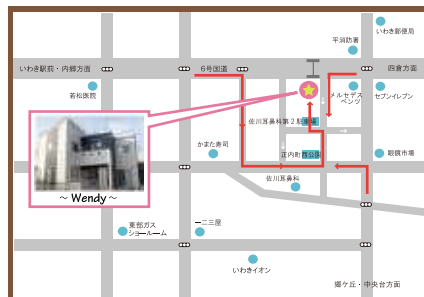 いわき郵便局
平消防署
いわき駅前・内郷方面
6号国道
四倉方面
若松医院
メルセデス
ベンツ
セブンイレブン
佐川耳鼻科第2駐車場
かまた寿司
正内町西公園
眼鏡市場
佐川耳鼻科
～ Wendy ～
東部ガス
ショールーム
一二三屋
いわきイオン
郷ケ丘・中央台方面